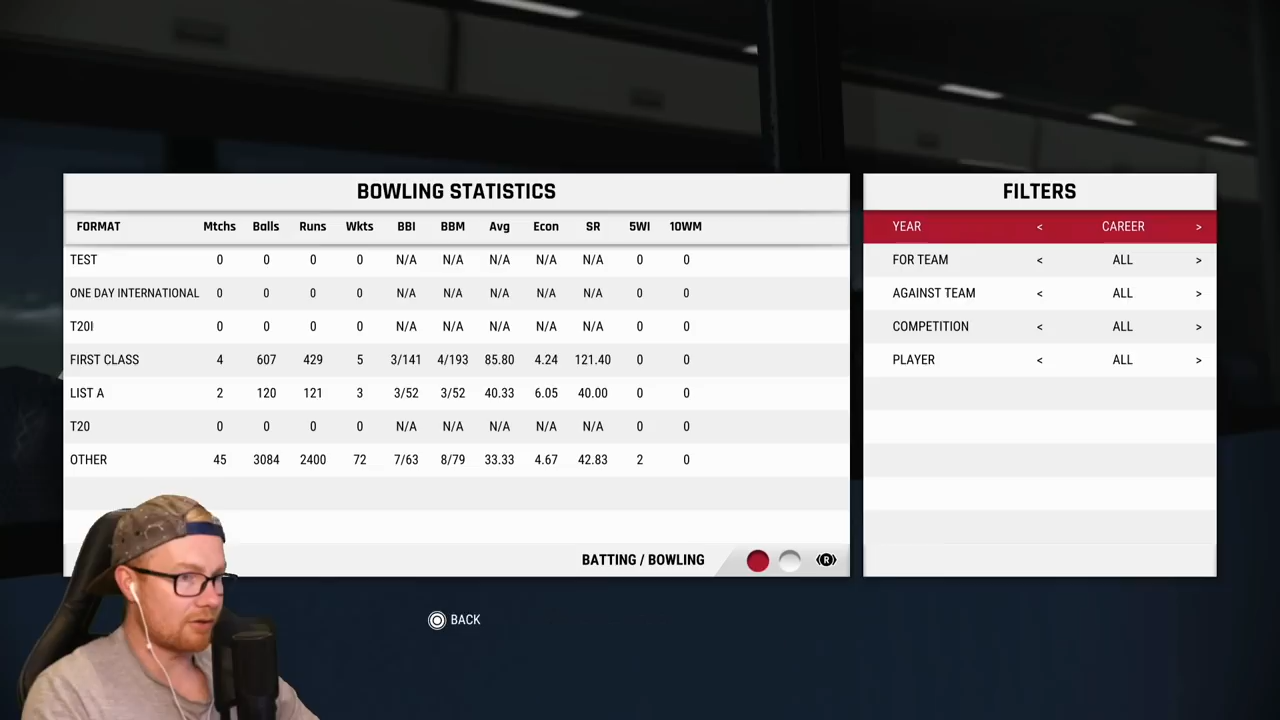 BOWLING STATISTICS
FORMAT Mtchs Balls Runs Wkts BBI BBM Avg Econ SR 5WI 10WM
TEST 0 0 0 0 N/A N/A N/A N/A N/A 0 0
ONE DAY INTERNATIONAL 0 0 0 0 N/A N/A N/A N/A N/A 0 0
T20I 0 0 0 0 N/A N/A N/A N/A N/A 0 0
FIRST CLASS 4 607 429 5 3/141 4/193 85.80 4.24 121.40 0 0
LIST A 2 120 121 3 3/52 3/52 40.33 6.05 40.00 0 0
T20 0 0 0 0 N/A N/A N/A N/A N/A 0 0
OTHER 45 3084 2400 72 7/63 8/79 33.33 4.67 42.83 2 0
BATTING / BOWLING R
FILTERS
YEAR < CAREER >
FOR TEAM < ALL >
AGAINST TEAM < ALL >
COMPETITION < ALL >
PLAYER < ALL >
BACK